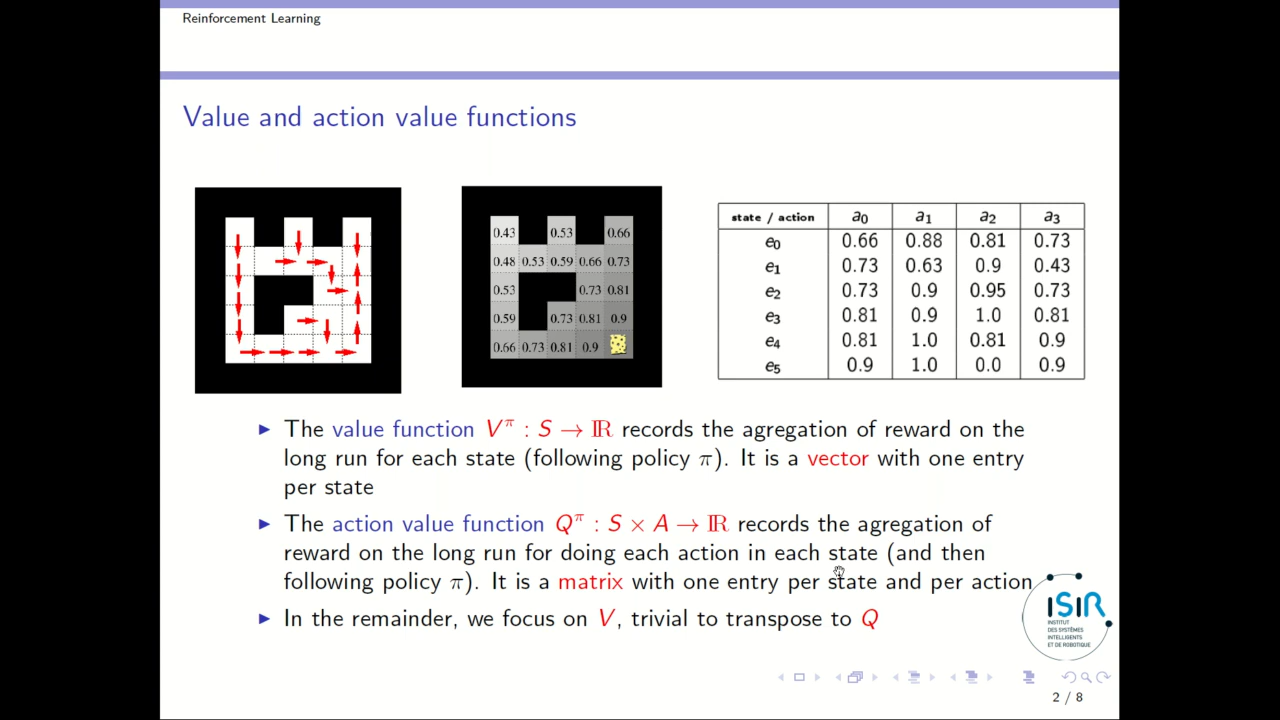 Reinforcement Learning
Value and action value functions
0.43 0.53 0.66
0.48 0.53 0.59 0.66 0.73
0.53 0.73 0.81
0.59 0.73 0.81 0.9
0.66 0.73 0.81 0.9
state / action a0 a1 a2 a3
e0 0.66 0.88 0.81 0.73
e1 0.73 0.63 0.9 0.43
e2 0.73 0.9 0.95 0.73
e3 0.81 0.9 1.0 0.81
e4 0.81 1.0 0.81 0.9
e5 0.9 1.0 0.0 0.9
► The value function V^π : S → ℝ records the agregation of reward on the
long run for each state (following policy π). It is a vector with one entry
per state
► The action value function Q^π : S × A → ℝ records the agregation of
reward on the long run for doing each action in each state (and then
following policy π). It is a matrix with one entry per state and per action
► In the remainder, we focus on V, trivial to transpose to Q
ISIR
INSTITUT
DES SYSTÈMES
INTELLIGENTS
ET DE ROBOTIQUE
2 / 8